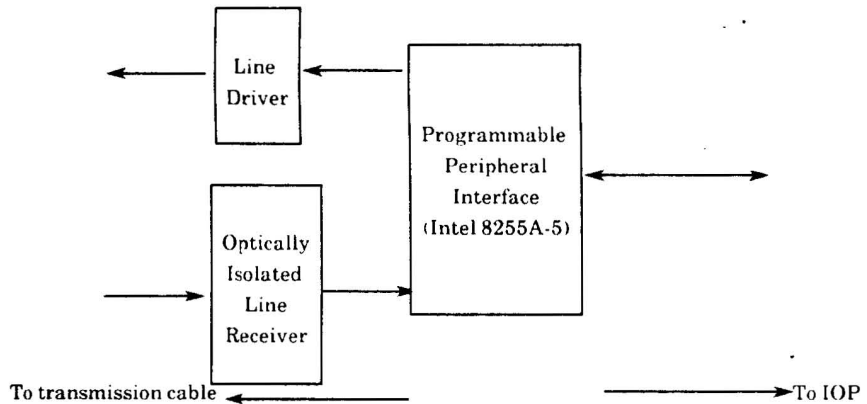 Line
Driver
Programmable
Peripheral
Interface
(Intel 8255A-5)
Optically
Isolated
Line
Receiver
To transmission cable
To IOP